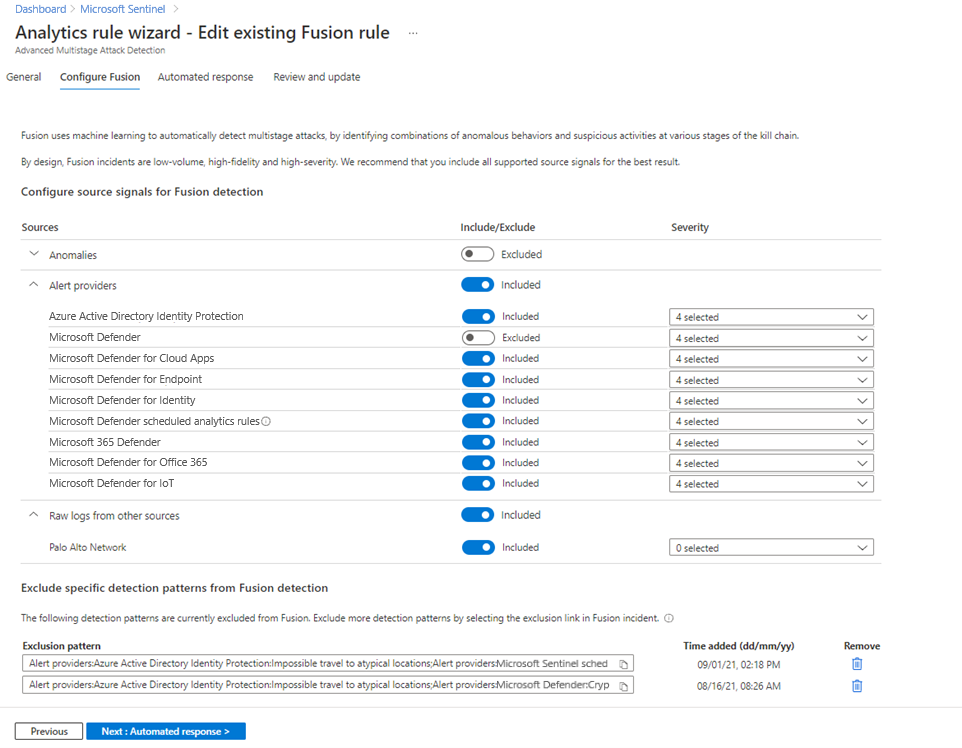 Dashboard > Microsoft Sentinel >
Analytics rule wizard - Edit existing Fusion rule ...
Advanced Multistage Attack Detection
General Configure Fusion Automated response Review and update
Fusion uses machine learning to automatically detect multistage attacks, by identifying combinations of anomalous behaviors and suspicious activities at various stages of the kill chain.
By design, Fusion incidents are low-volume, high-fidelity and high-severity. We recommend that you include all supported source signals for the best result.
Configure source signals for Fusion detection
Sources Include/Exclude Severity
Anomalies Excluded
Alert providers Included
Azure Active Directory Identity Protection Included 4 selected
Microsoft Defender Excluded 4 selected
Microsoft Defender for Cloud Apps Included 4 selected
Microsoft Defender for Endpoint Included 4 selected
Microsoft Defender for Identity Included 4 selected
Microsoft Defender scheduled analytics rules Included 4 selected
Microsoft 365 Defender Included 4 selected
Microsoft Defender for Office 365 Included 4 selected
Microsoft Defender for IoT Included 4 selected
Raw logs from other sources Included
Palo Alto Network Included 0 selected
Exclude specific detection patterns from Fusion detection
The following detection patterns are currently excluded from Fusion. Exclude more detection patterns by selecting the exclusion link in Fusion incident.
Exclusion pattern Time added (dd/mm/yy) Remove
Alert providers:Azure Active Directory Identity Protection:Impossible travel to atypical locations;Alert providers:Microsoft Sentinel sched 09/01/21, 02:18 PM
Alert providers:Azure Active Directory Identity Protection:Impossible travel to atypical locations;Alert providers:Microsoft Defender:Cryp 08/16/21, 08:26 AM
Previous Next : Automated response >